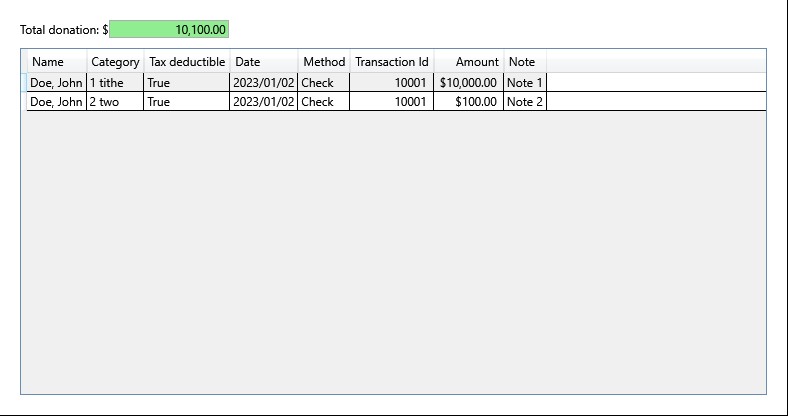 Total donation: $ 10,100.00
Name Category Tax deductible Date Method Transaction Id Amount Note
Doe, John 1 tithe True 2023/01/02 Check 10001 $10,000.00 Note 1
Doe, John 2 two True 2023/01/02 Check 10001 $100.00 Note 2